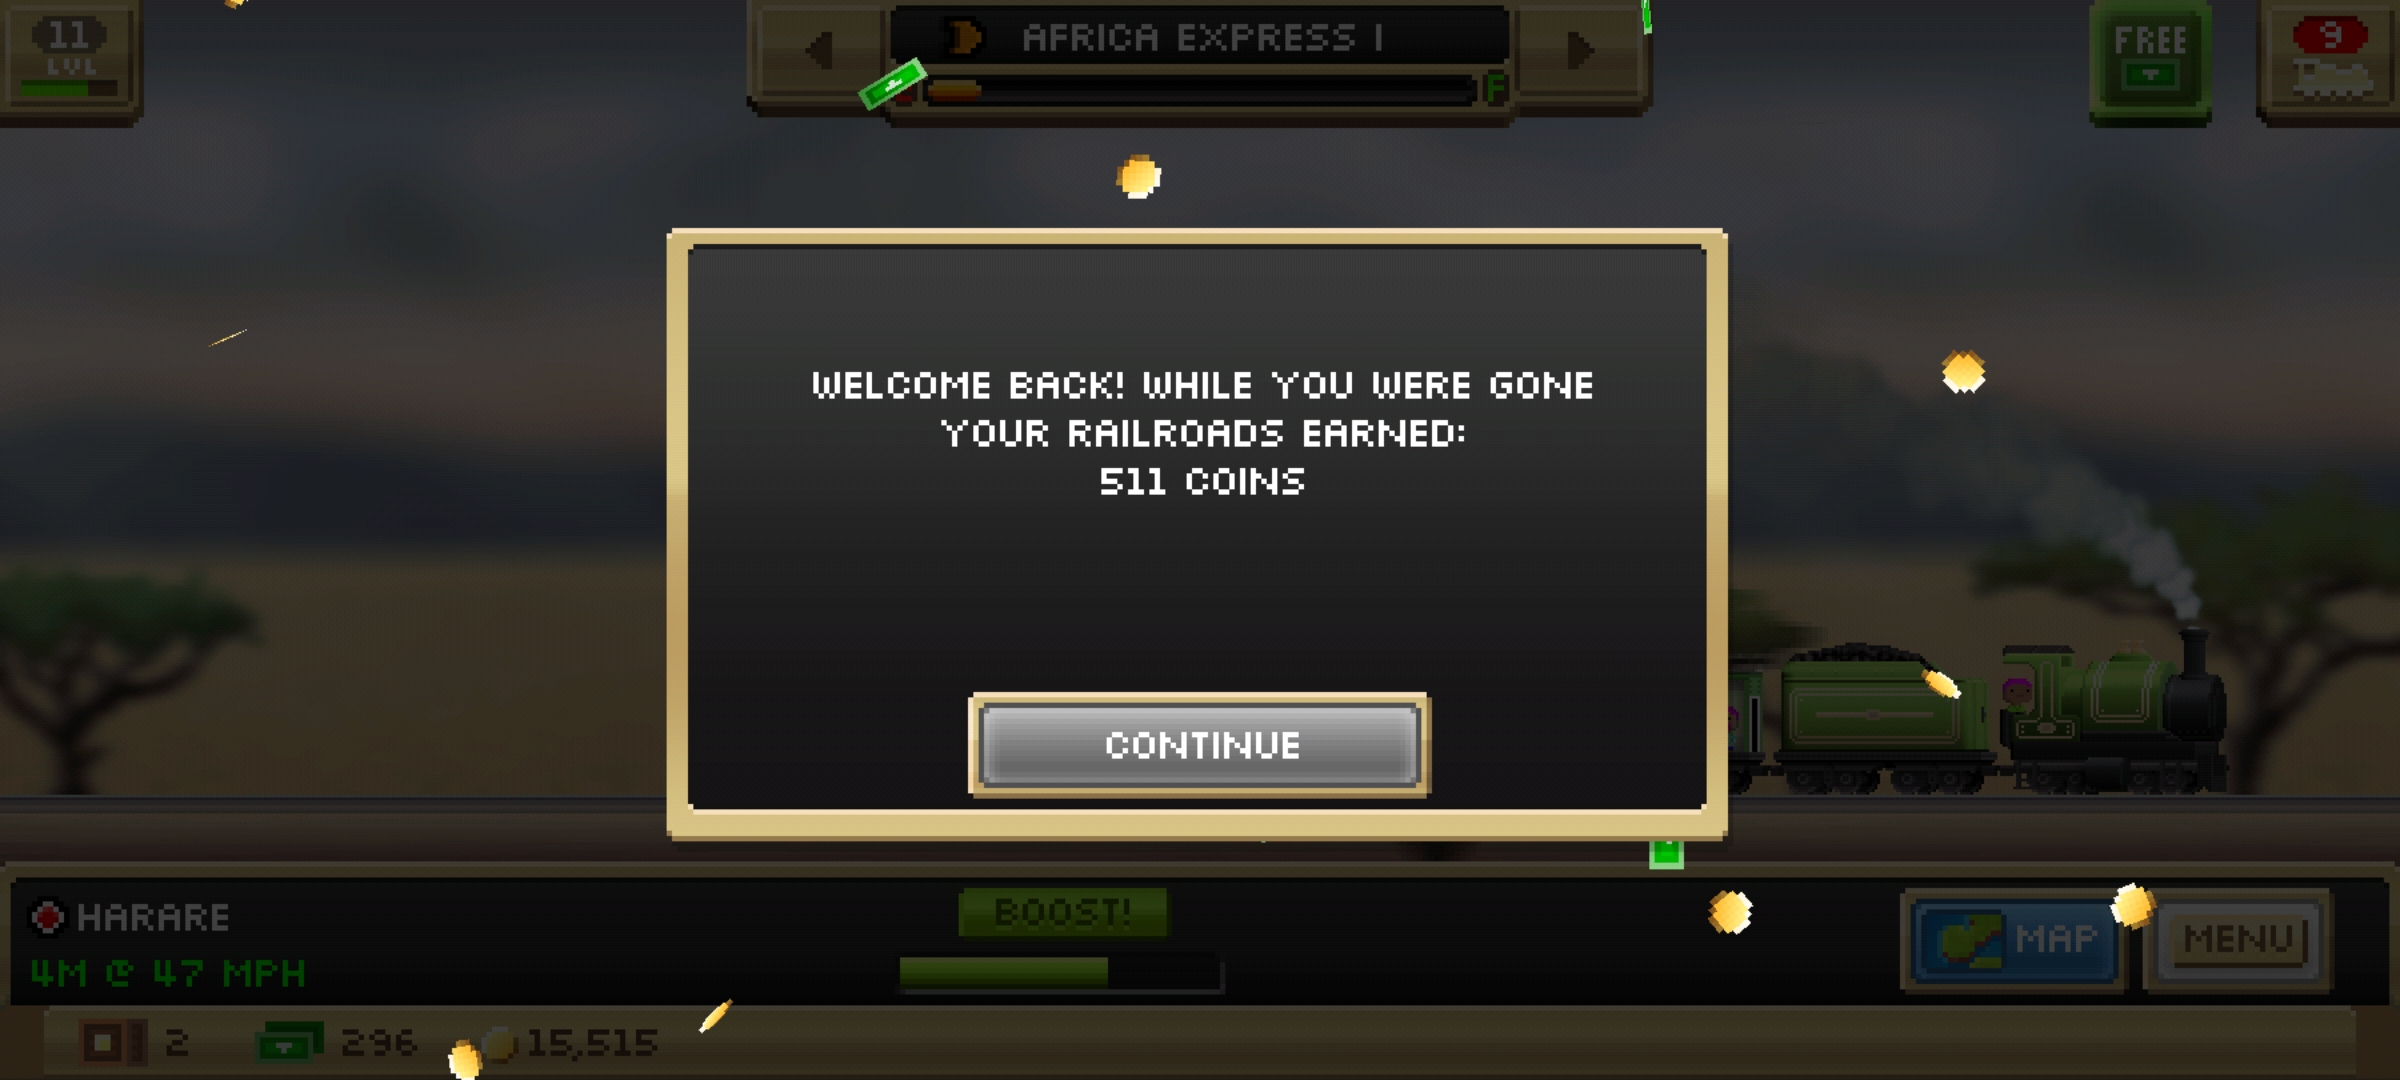 11
LVL
AFRICA EXPRESS I
F
FREE
9
WELCOME BACK! WHILE YOU WERE GONE
YOUR RAILROADS EARNED:
511 COINS
CONTINUE
HARARE
4M @ 47 MPH
BOOST!
MAP
MENU
2
296
15,515